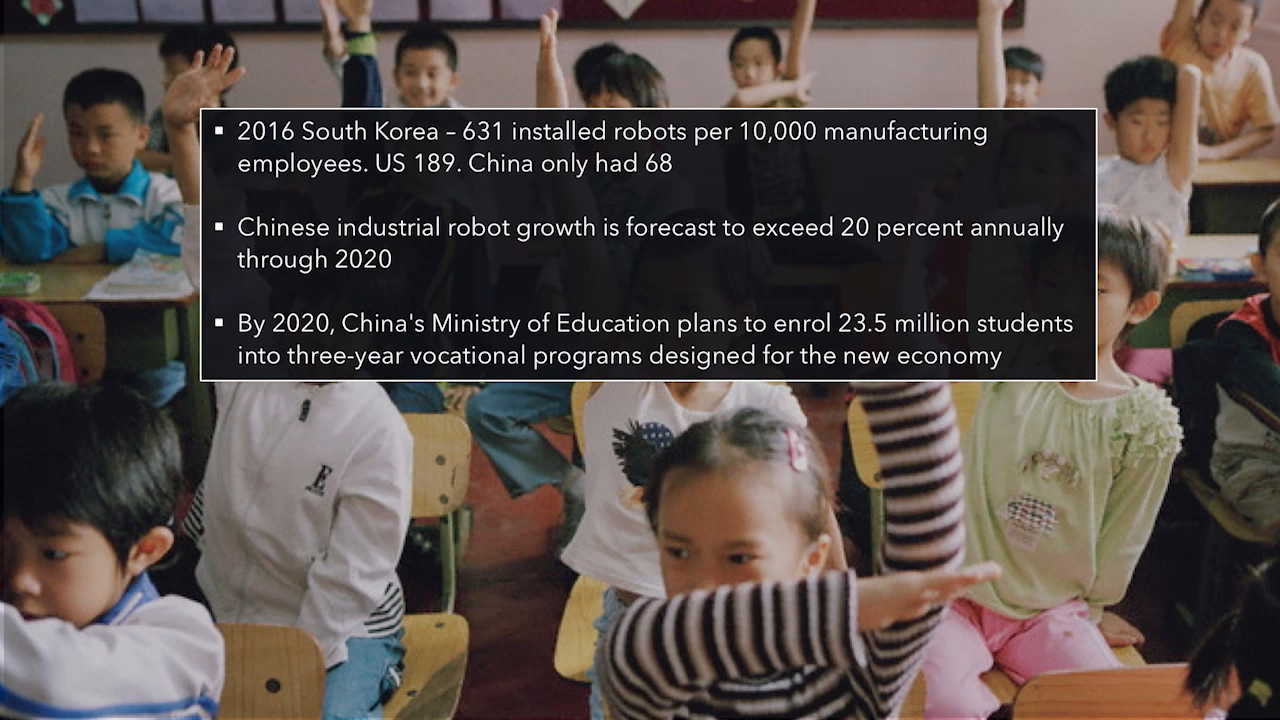 ▪ 2016 South Korea – 631 installed robots per 10,000 manufacturing
employees. US 189. China only had 68
▪ Chinese industrial robot growth is forecast to exceed 20 percent annually
through 2020
▪ By 2020, China's Ministry of Education plans to enrol 23.5 million students
into three-year vocational programs designed for the new economy
E